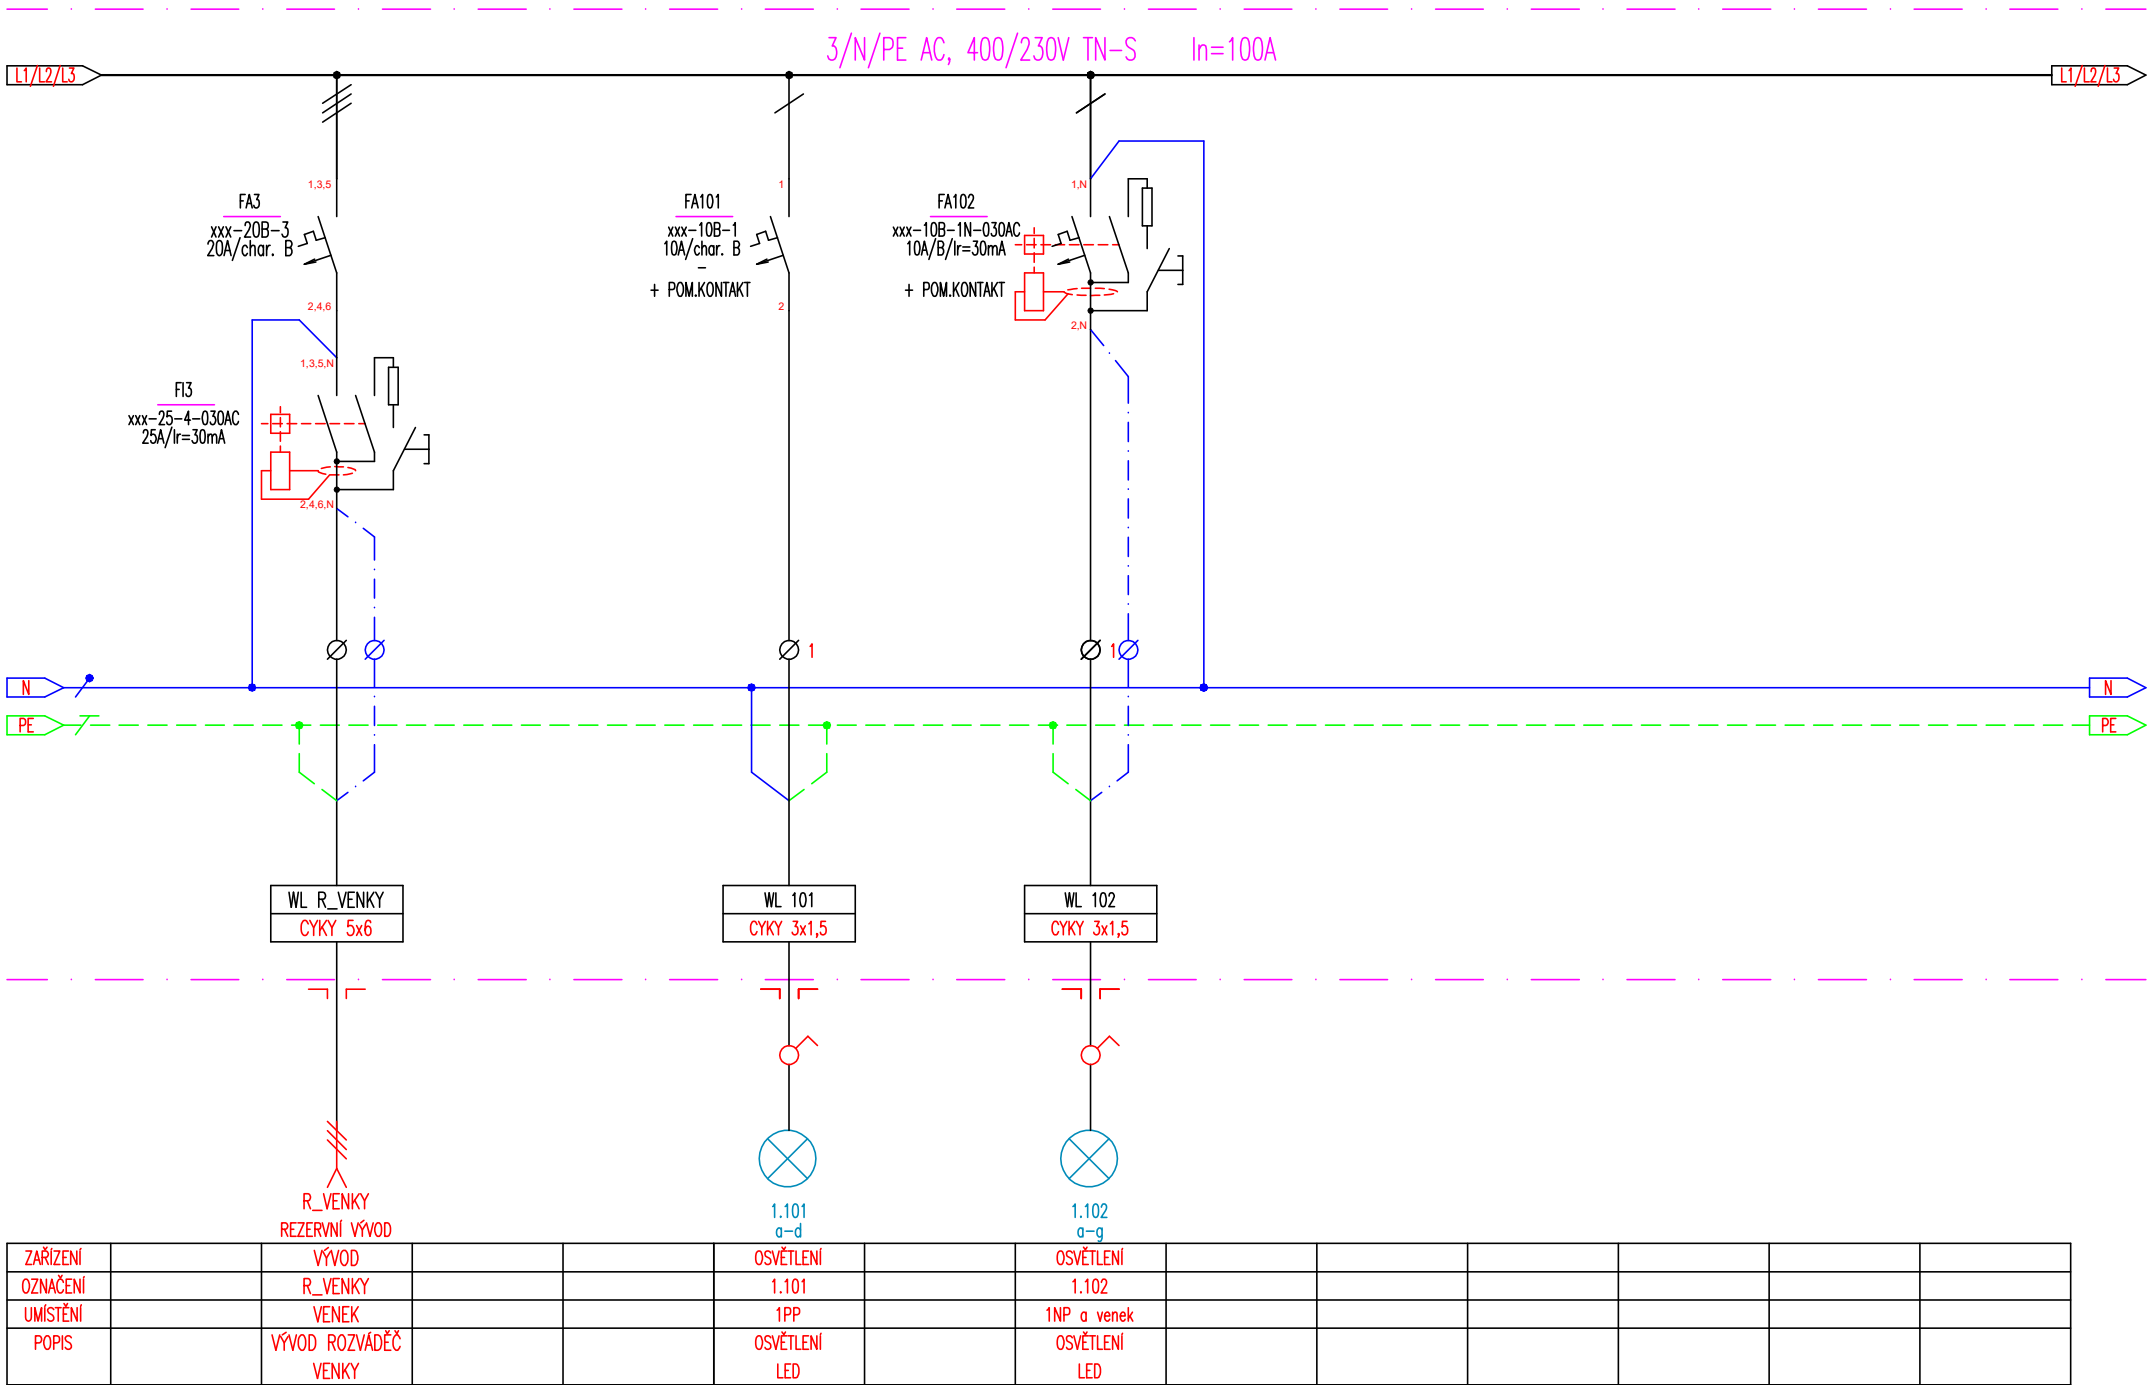 3/N/PE AC, 400/230V TN-S In=100A
L1/L2/L3
L1/L2/L3
1,3,5
FA3
xxx-20B-3
20A/char. B
2,4,6
1,3,5,N
FI3
xxx-25-4-030AC
25A/Ir=30mA
2,4,6,N
1
FA101
xxx-10B-1
10A/char. B
-
+ POM.KONTAKT
2
1
1,N
FA102
xxx-10B-1N-030AC
10A/B/Ir=30mA
+ POM.KONTAKT
2,N
1
N
N
PE
PE
WL R_VENKY
CYKY 5x6
WL 101
CYKY 3x1,5
WL 102
CYKY 3x1,5
R_VENKY
REZERVNÍ VÝVOD
1.101
a-d
1.102
a-g
ZAŘÍZENÍ VÝVOD OSVĚTLENÍ OSVĚTLENÍ
OZNAČENÍ R_VENKY 1.101 1.102
UMÍSTĚNÍ VENEK 1PP 1NP a venek
POPIS VÝVOD ROZVÁDĚČ OSVĚTLENÍ OSVĚTLENÍ
VENKY LED LED